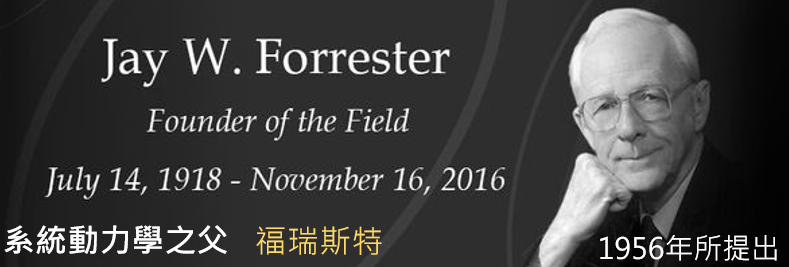 Jay W. Forrester
Founder of the Field
July 14, 1918 - November 16, 2016
系統動力學之父 福瑞斯特
1956年所提出